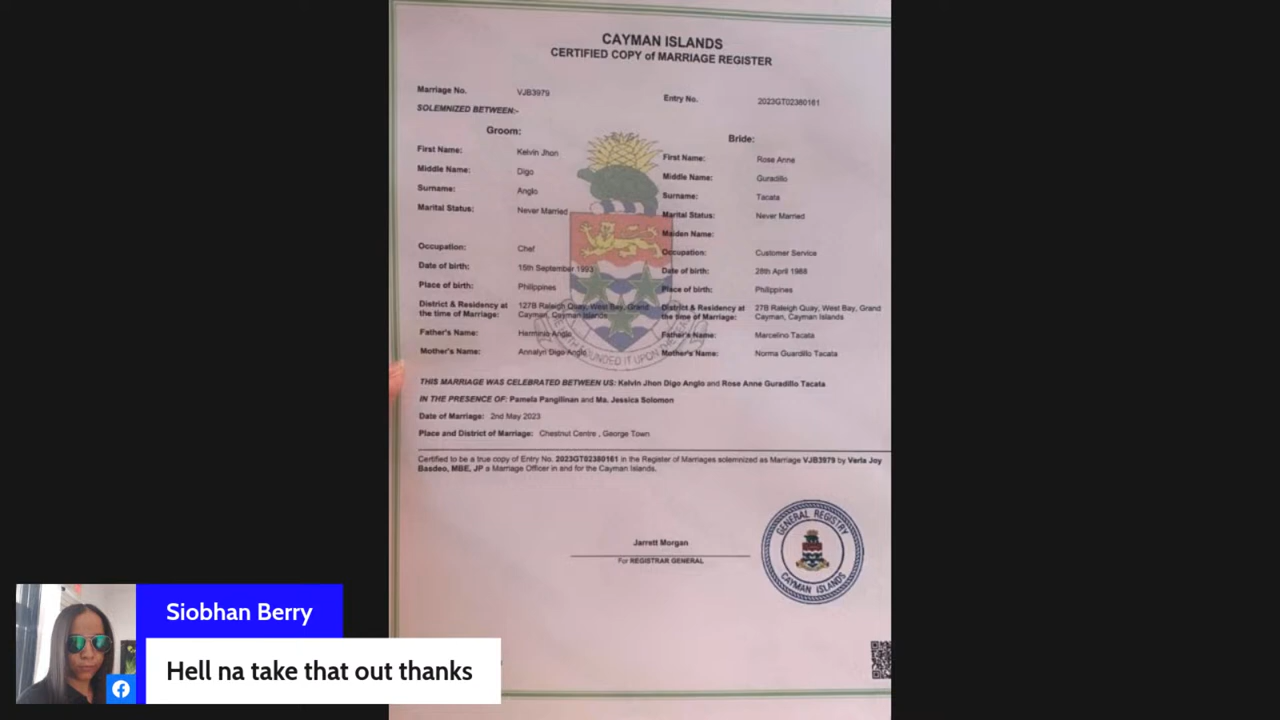 CAYMAN ISLANDS
CERTIFIED COPY of MARRIAGE REGISTER
Marriage No. VJB3979
Entry No. 2023GT02380161
SOLEMNIZED BETWEEN:-
Groom:
First Name: Kelvin Jhon
Middle Name: Digo
Surname: Anglo
Marital Status: Never Married
Occupation: Chef
Date of birth: 15th September 1993
Place of birth: Philippines
District & Residency at 127B Raleigh Quay, West Bay, Grand
the time of Marriage: Cayman, Cayman Islands
Father's Name: Herminio Anglo
Mother's Name: Annalyn Digo Anglo
Bride:
First Name: Rose Anne
Middle Name: Guradillo
Surname: Tacata
Marital Status: Never Married
Maiden Name:
Occupation: Customer Service
Date of birth: 28th April 1988
Place of birth: Philippines
District & Residency at 27B Raleigh Quay, West Bay, Grand
the time of Marriage: Cayman, Cayman Islands
Father's Name: Marcelino Tacata
Mother's Name: Norma Guardillo Tacata
FOUNDED IT UPON THE SEAS
THIS MARRIAGE WAS CELEBRATED BETWEEN US: Kelvin Jhon Digo Anglo and Rose Anne Guradillo Tacata
IN THE PRESENCE OF: Pamela Pangilinan and Ma. Jessica Solomon
Date of Marriage: 2nd May 2023
Place and District of Marriage: Chestnut Centre , George Town
Certified to be a true copy of Entry No. 2023GT02380161 in the Register of Marriages solemnized as Marriage VJB3979 by Verla Joy
Basdeo, MBE, JP a Marriage Officer in and for the Cayman Islands.
Jarrett Morgan
For REGISTRAR GENERAL
GENERAL REGISTRY
CAYMAN ISLANDS
Siobhan Berry
Hell na take that out thanks